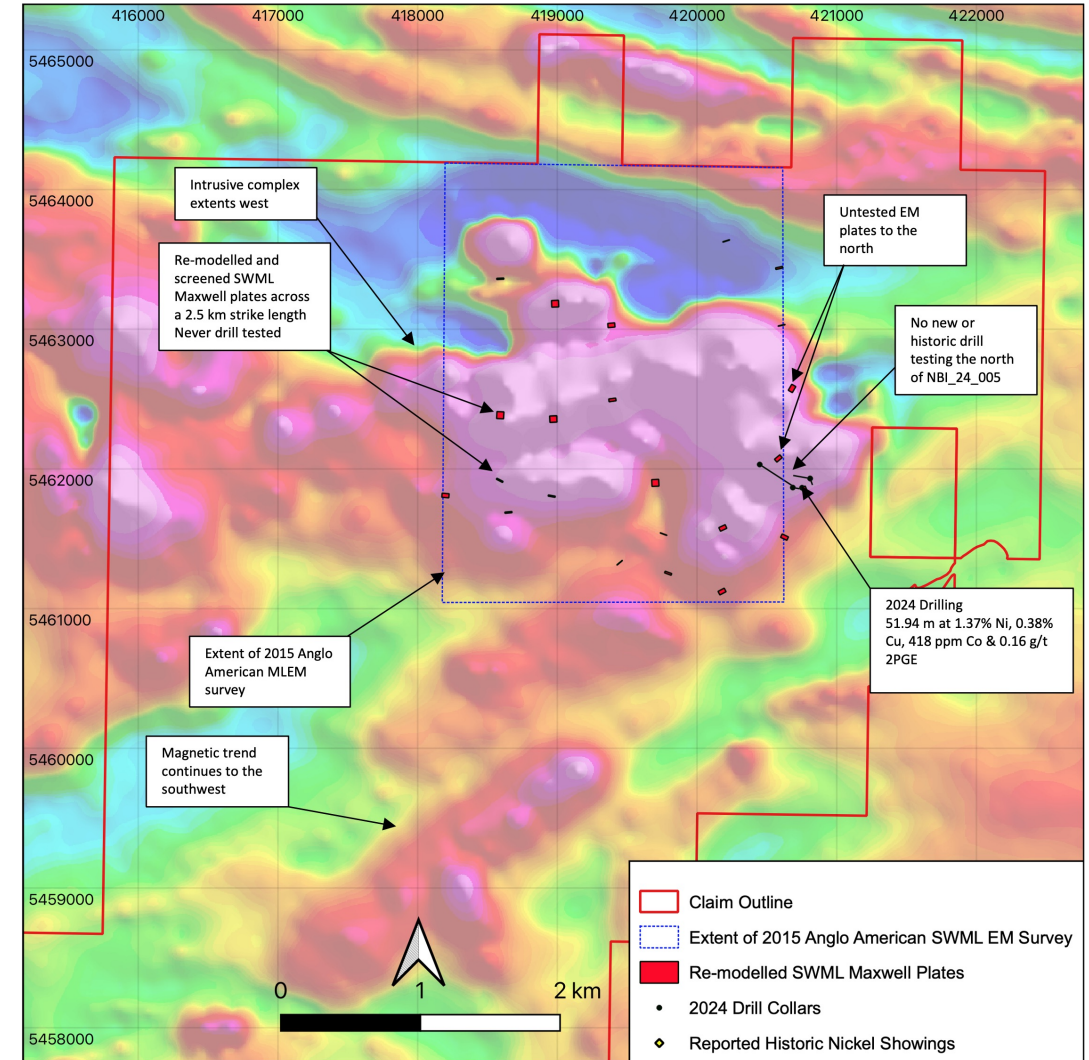 416000 417000 418000 419000 420000 421000 422000
5465000
5464000
5463000
5462000
5461000
5460000
5459000
5458000
Intrusive complex
extents west
Re-modelled and
screened SWML
Maxwell plates across
a 2.5 km strike length
Never drill tested
Untested EM
plates to the
north
No new or
historic drill
testing the north
of NBI_24_005
2024 Drilling
51.94 m at 1.37% Ni, 0.38%
Cu, 418 ppm Co & 0.16 g/t
2PGE
Extent of 2015 Anglo
American MLEM
survey
Magnetic trend
continues to the
southwest
0 1 2 km
Claim Outline
Extent of 2015 Anglo American SWML EM Survey
Re-modelled SWML Maxwell Plates
2024 Drill Collars
Reported Historic Nickel Showings